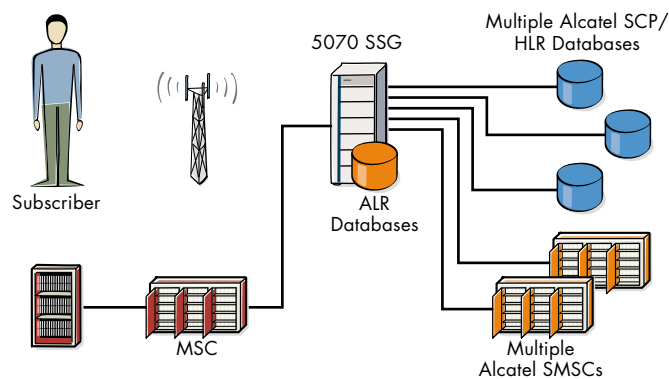 Multiple Alcatel SCP/
HLR Databases
5070 SSG
Subscriber
ALR
Databases
MSC
Multiple
Alcatel SMSCs